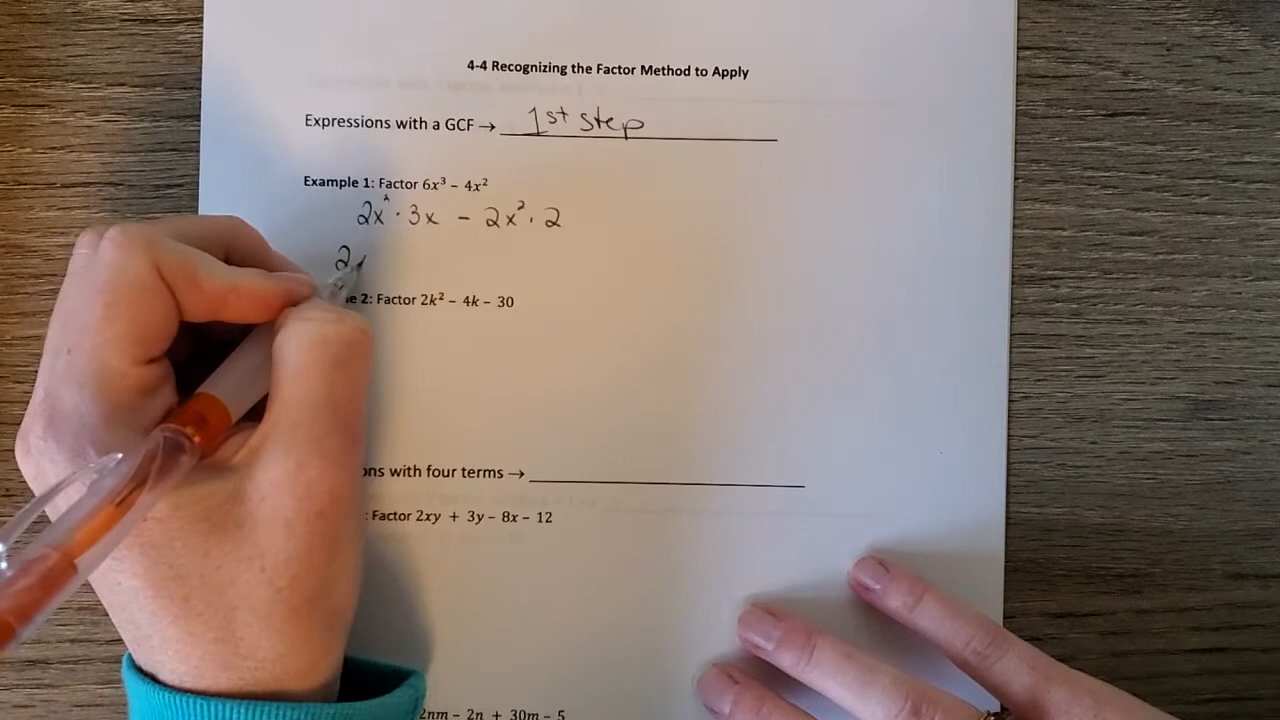 4-4 Recognizing the Factor Method to Apply
Expressions with a GCF → 1st step
Example 1: Factor 6x³ – 4x²
2x² · 3x – 2x² · 2
2
2: Factor 2k² – 4k – 30
with four terms →
: Factor 2xy + 3y – 8x – 12
2nm – 2n + 30m – 5